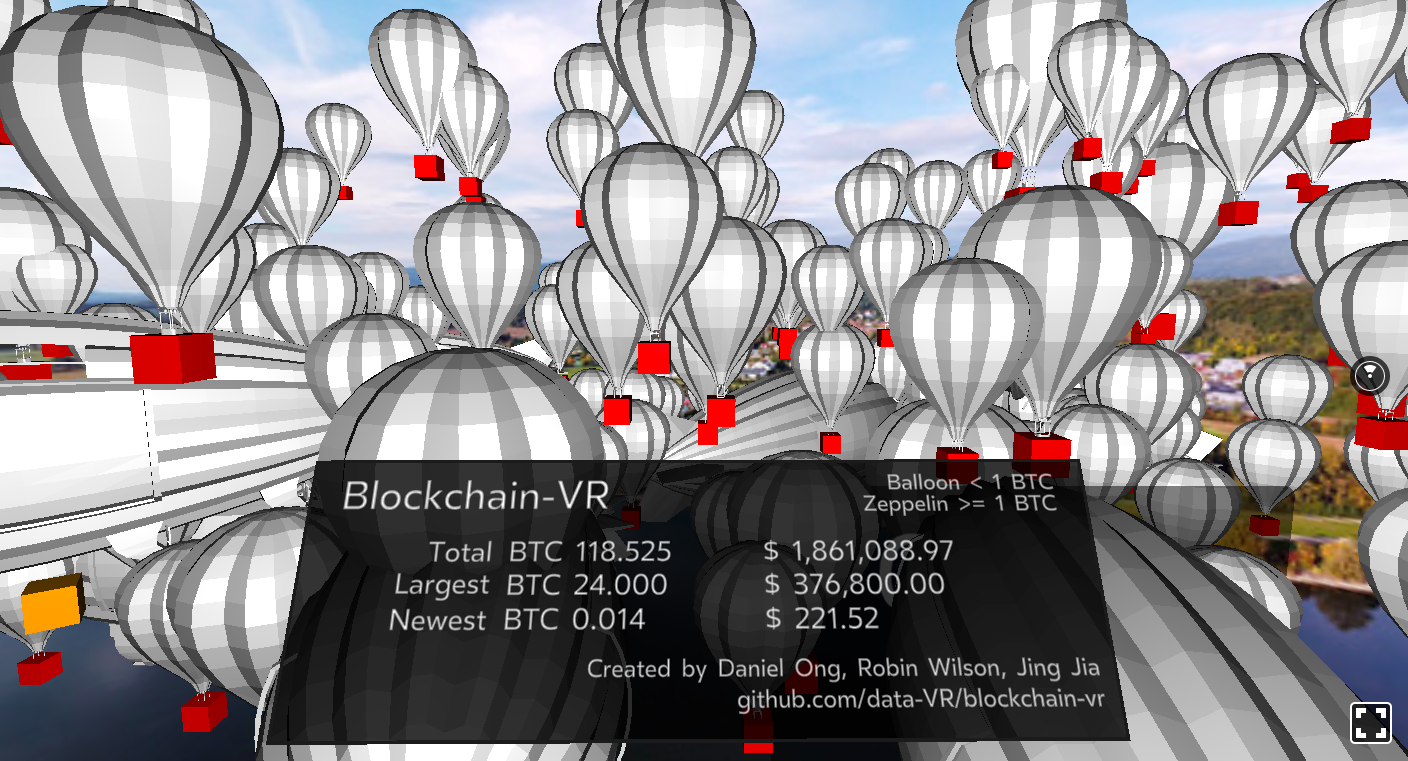 Blockchain-VR
Balloon < 1 BTC
Zeppelin >= 1 BTC
Total BTC 118.525 $ 1,861,088.97
Largest BTC 24.000 $ 376,800.00
Newest BTC 0.014 $ 221.52
Created by Daniel Ong, Robin Wilson, Jing Jia
github.com/data-VR/blockchain-vr